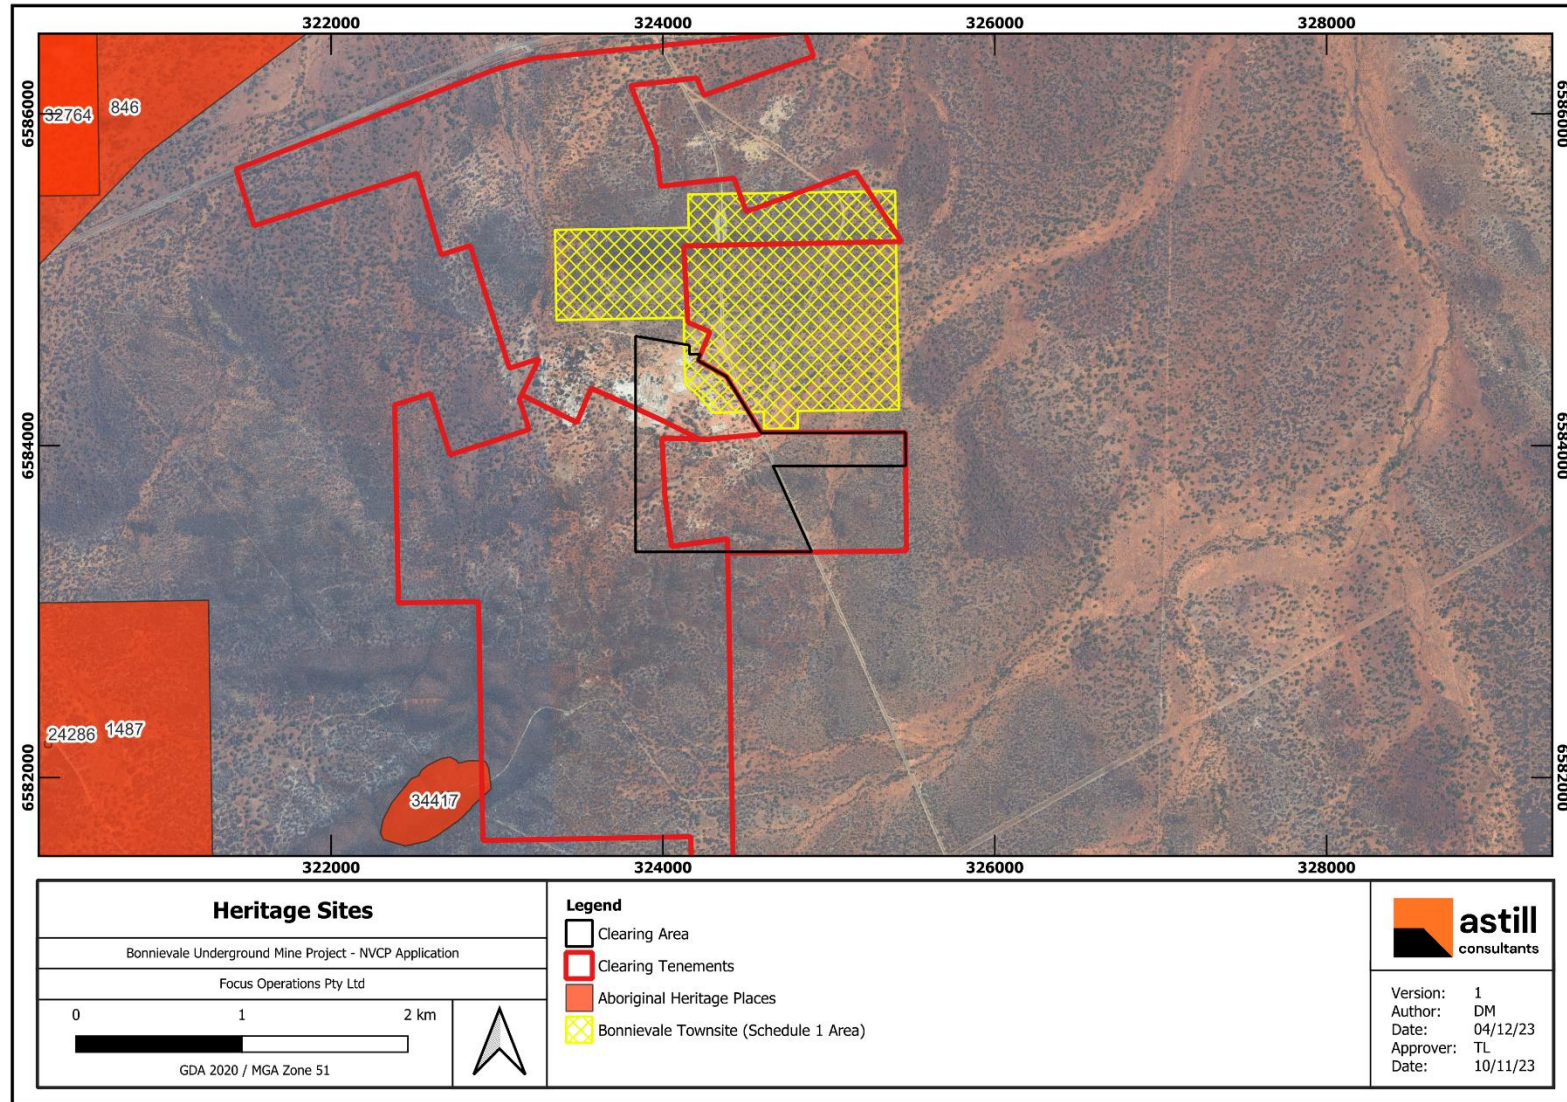 322000 324000 326000 328000
6586000 6586000
32764 846
6584000 6584000
24286 1487
6582000 6582000
34417
322000 324000 326000 328000
Heritage Sites
Bonnievale Underground Mine Project - NVCP Application
Focus Operations Pty Ltd
0 1 2 km
GDA 2020 / MGA Zone 51
Legend
Clearing Area
Clearing Tenements
Aboriginal Heritage Places
Bonnievale Townsite (Schedule 1 Area)
astill
consultants
Version: 1
Author: DM
Date: 04/12/23
Approver: TL
Date: 10/11/23